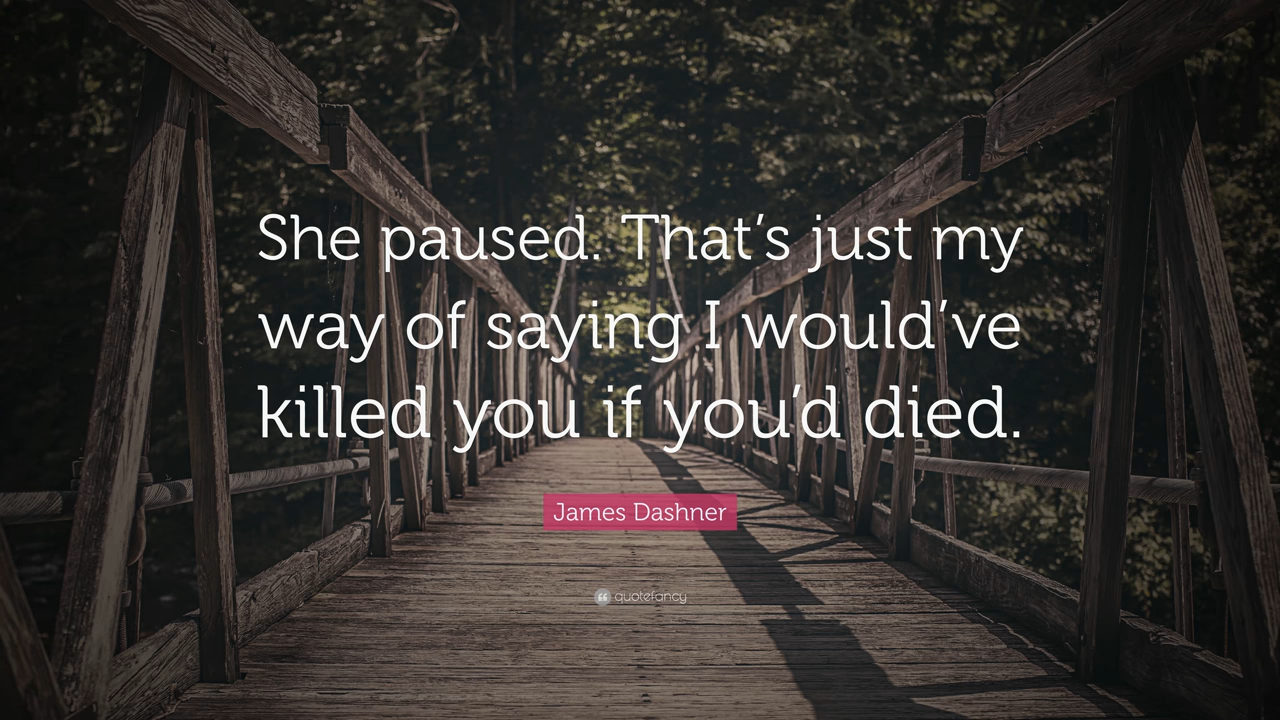 She paused. That’s just my
way of saying I would’ve
killed you if you’d died.
James Dashner
quotefancy